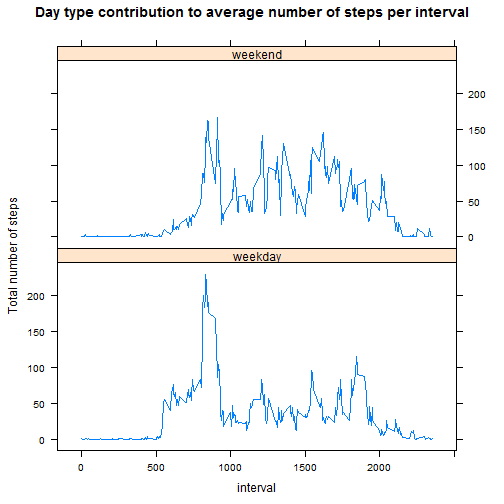 Day type contribution to average number of steps per interval
weekend
200
150
100
50
0
Total number of steps
weekday
200
150
100
50
0
0 500 1000 1500 2000
interval